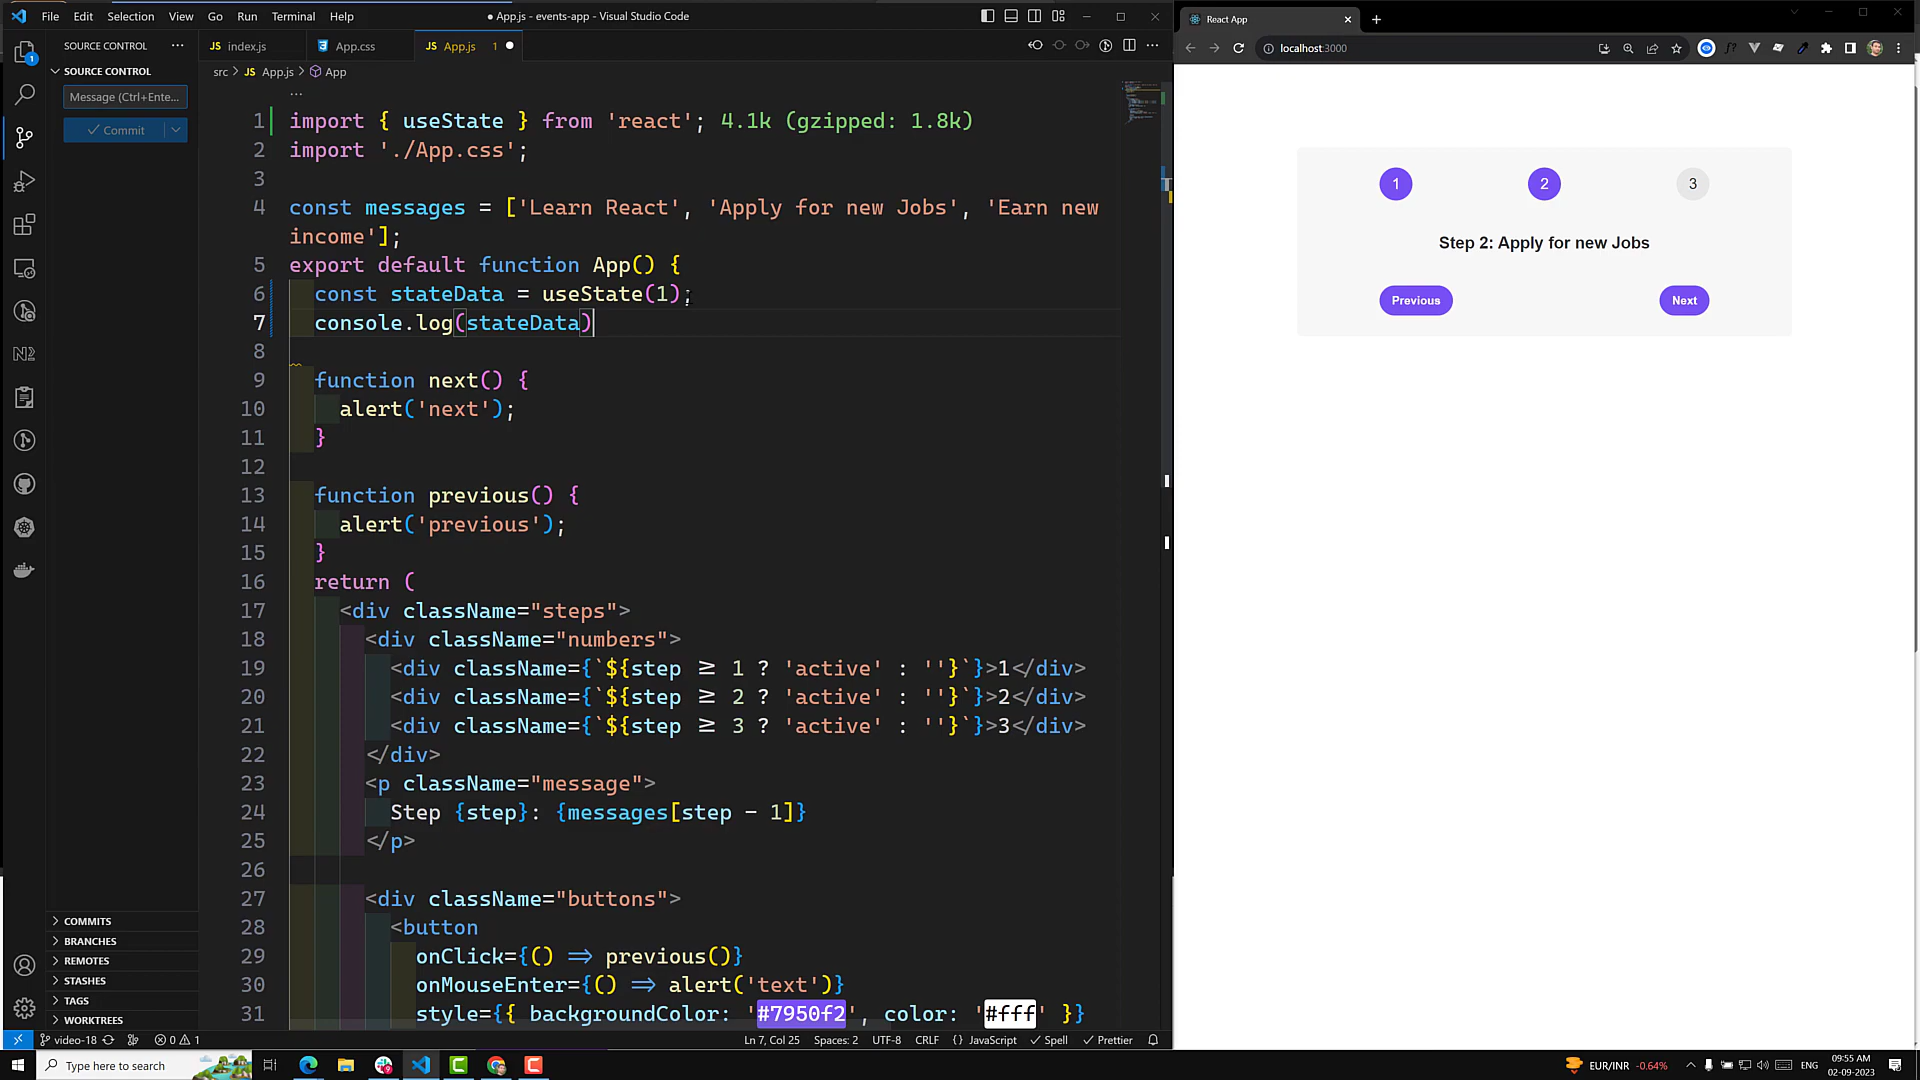 File Edit Selection View Go Run Terminal Help
● App.js - events-app - Visual Studio Code
SOURCE CONTROL ···
SOURCE CONTROL
Message (Ctrl+Ente...
Commit
COMMITS
BRANCHES
REMOTES
STASHES
TAGS
WORKTREES
1
JS index.js
App.css
JS App.js 1 ●
src > JS App.js > App
...
1 import { useState } from 'react'; 4.1k (gzipped: 1.8k)
2 import './App.css';
3
4 const messages = ['Learn React', 'Apply for new Jobs', 'Earn new
income'];
5 export default function App() {
6 const stateData = useState(1);
7 console.log(stateData)
8
9 function next() {
10 alert('next');
11 }
12
13 function previous() {
14 alert('previous');
15 }
16 return (
17 <div className="steps">
18 <div className="numbers">
19 <div className={`${step ≥ 1 ? 'active' : ''}`}>1</div>
20 <div className={`${step ≥ 2 ? 'active' : ''}`}>2</div>
21 <div className={`${step ≥ 3 ? 'active' : ''}`}>3</div>
22 </div>
23 <p className="message">
24 Step {step}: {messages[step - 1]}
25 </p>
26
27 <div className="buttons">
28 <button
29 onClick={() ⇒ previous()}
30 onMouseEnter={() ⇒ alert('text')}
31 style={{ backgroundColor: '#7950f2', color: '#fff' }}
video-18
0 1
Ln 7, Col 25 Spaces: 2 UTF-8 CRLF {} JavaScript Spell Prettier
React App
localhost:3000
1 2 3
Step 2: Apply for new Jobs
Previous Next
Type here to search
EUR/INR -0.64%
ENG
09:55 AM
02-09-2023